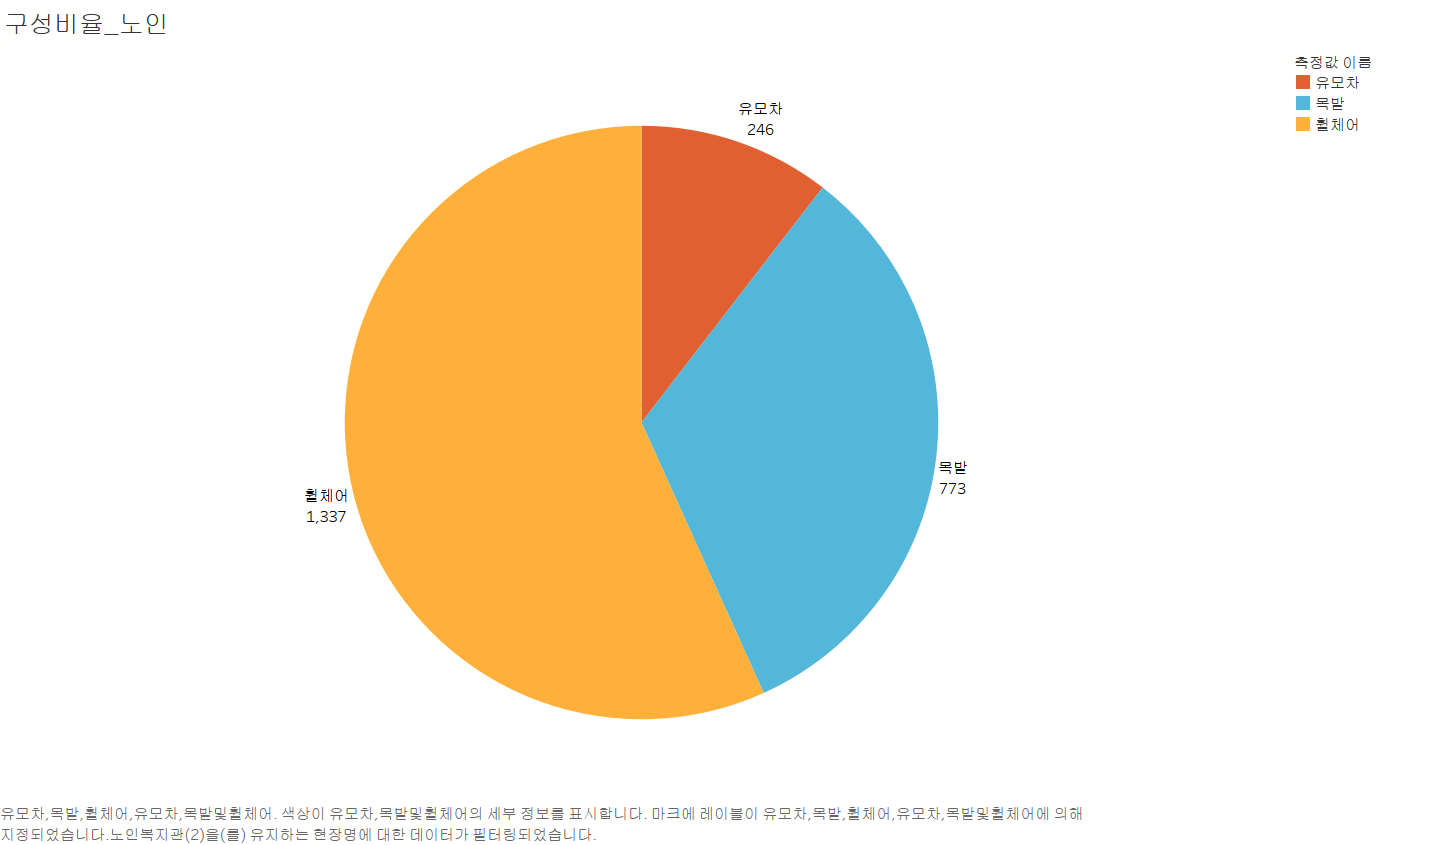 구성비율_노인
측정값 이름
유모차
목발
휠체어
유모차
246
목발
773
휠체어
1,337
유모차,목발,휠체어,유모차,목발및휠체어. 색상이 유모차,목발및휠체어의 세부 정보를 표시합니다. 마크에 레이블이 유모차,목발,휠체어,유모차,목발및휠체어에 의해
지정되었습니다.노인복지관(2)을(를) 유지하는 현장명에 대한 데이터가 필터링되었습니다.